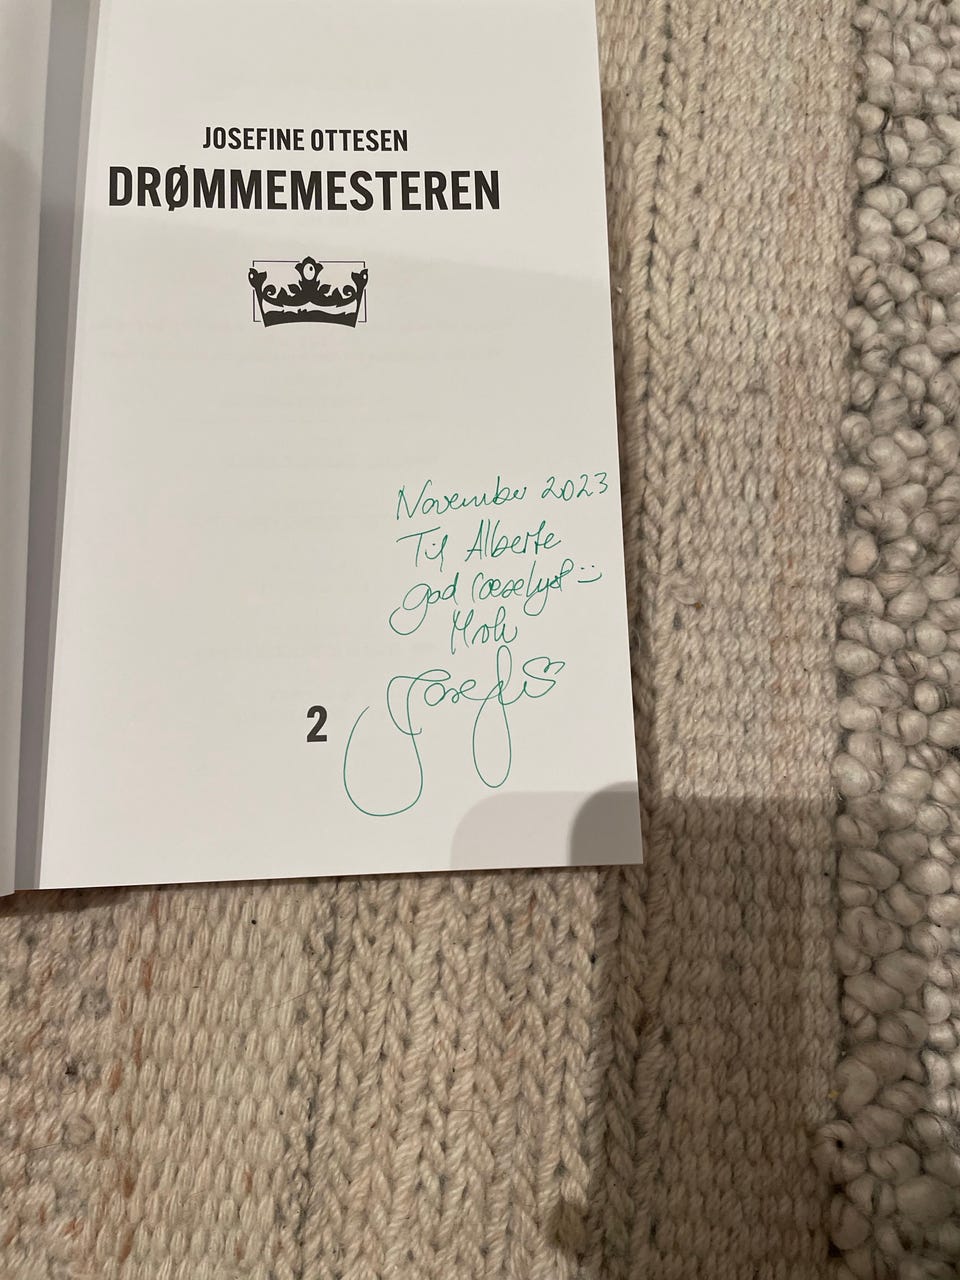 JOSEFINE OTTESEN
DRØMMEMESTEREN
November 2023
Til Alberte
god læselyst :)
Josefine
2